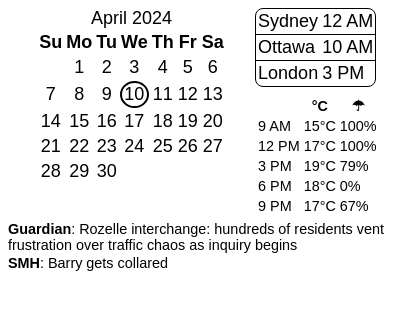 April 2024
Su Mo Tu We Th Fr Sa
1 2 3 4 5 6
7 8 9 10 11 12 13
14 15 16 17 18 19 20
21 22 23 24 25 26 27
28 29 30
Sydney 12 AM
Ottawa 10 AM
London 3 PM
°C ☂
9 AM 15°C 100%
12 PM 17°C 100%
3 PM 19°C 79%
6 PM 18°C 0%
9 PM 17°C 67%
Guardian: Rozelle interchange: hundreds of residents vent
frustration over traffic chaos as inquiry begins
SMH: Barry gets collared